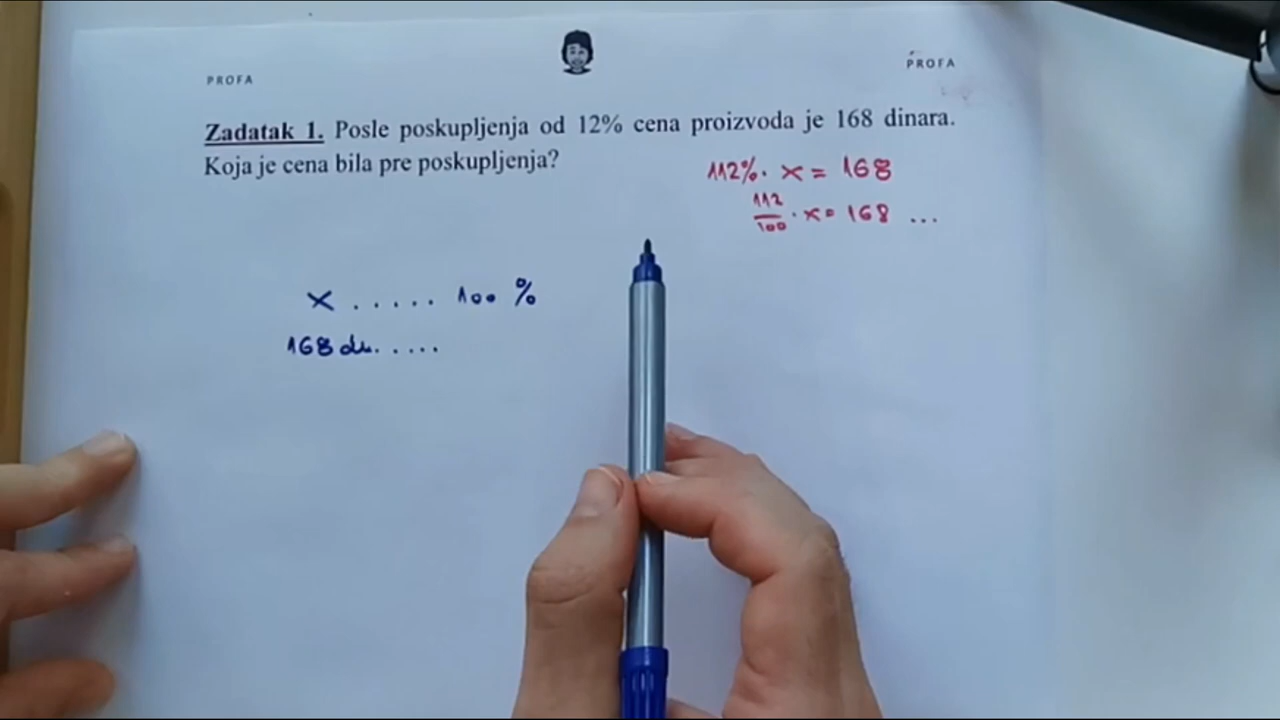 PROFA
PROFA
Zadatak 1. Posle poskupljenja od 12% cena proizvoda je 168 dinara.
Koja je cena bila pre poskupljenja?
112% · x = 168
112/100 · x = 168 ...
x ..... 100 %
168 din. ....